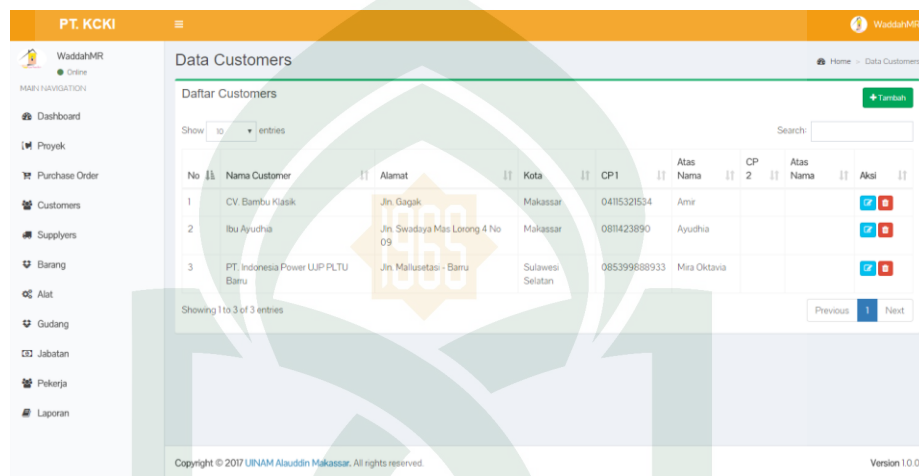 PT. KCKI
WaddahMR
WaddahMR
Online
MAIN NAVIGATION
Dashboard
Proyek
Purchase Order
Customers
Supplyers
Barang
Alat
Gudang
Jabatan
Pekerja
Laporan
Data Customers
Home > Data Customers
Daftar Customers
+Tambah
Show 10 entries
Search:
No Nama Customer Alamat Kota CP 1 Atas Nama CP 2 Atas Nama Aksi
1 CV. Bambu Klasik Jln. Gagak Makassar 04115321534 Amir
2 Ibu Ayudhia Jln. Swadaya Mas Lorong 4 No 09 Makassar 0811423890 Ayudhia
3 PT. Indonesia Power UJP PLTU Barru Jln. Mallusetasi - Barru Sulawesi Selatan 085399888933 Mira Oktavia
Showing 1 to 3 of 3 entries
Previous 1 Next
1965
Copyright © 2017 UINAM Alauddin Makassar. All rights reserved.
Version 1.0.0